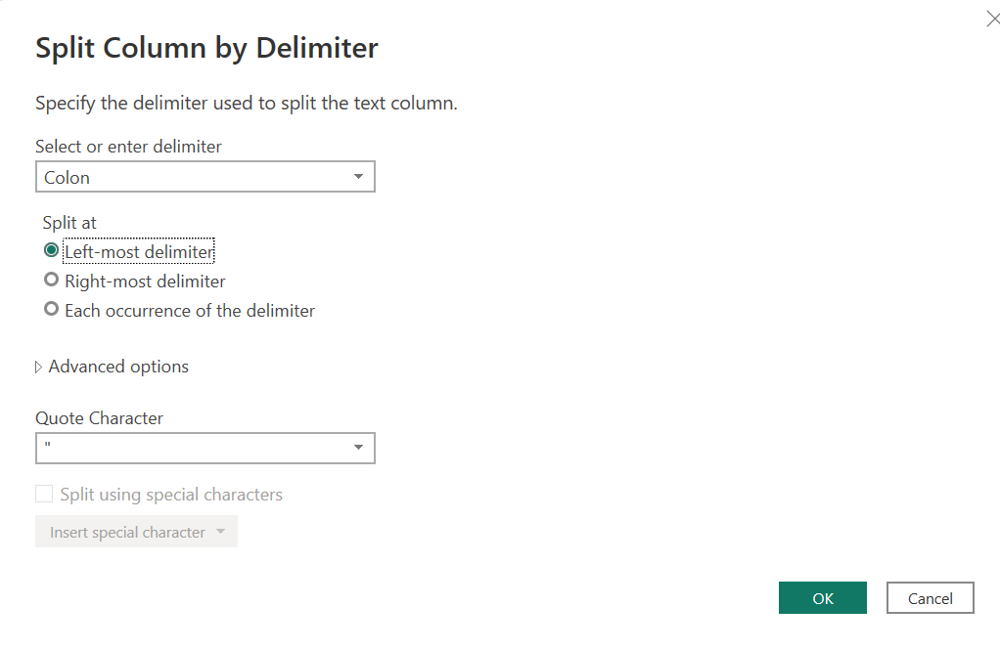 Split Column by Delimiter
Specify the delimiter used to split the text column.
Select or enter delimiter
Colon
Split at
Left-most delimiter
Right-most delimiter
Each occurrence of the delimiter
Advanced options
Quote Character
"
Split using special characters
Insert special character
OK Cancel